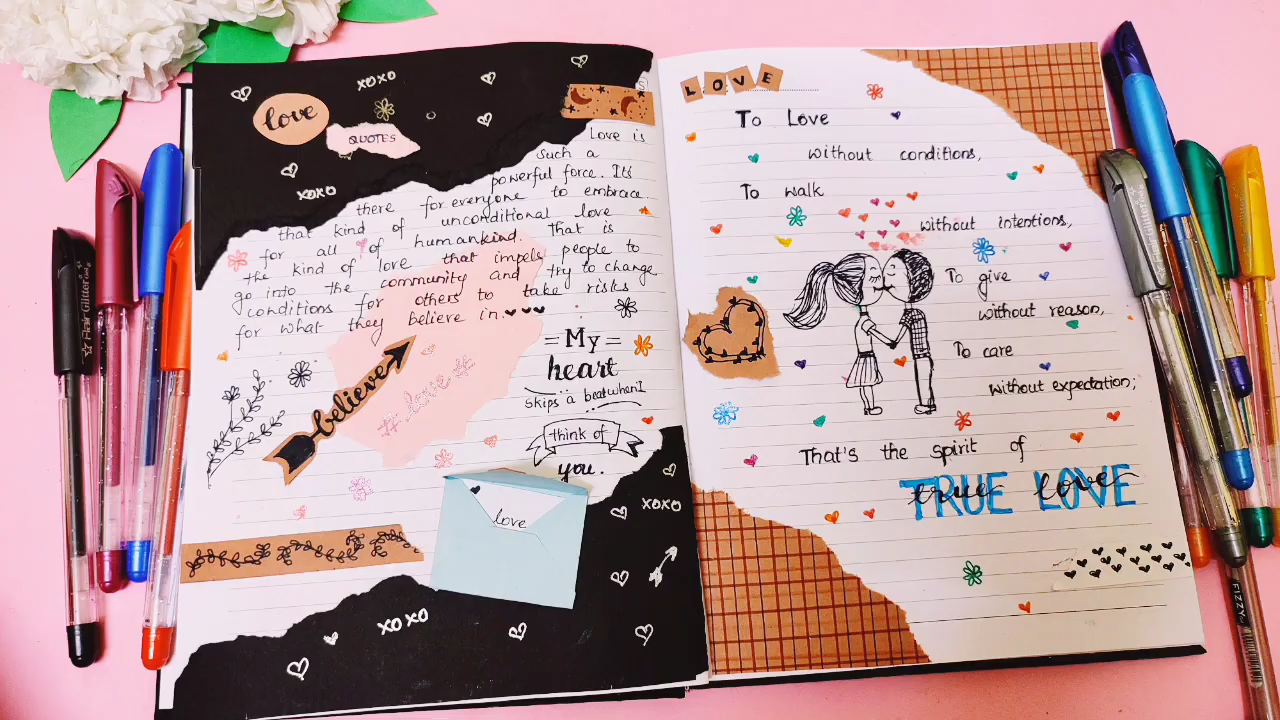 xoxo
love
QUOTES
xoxo
Love is
such a
powerful force. Its
there for everyone to embrace.
that kind of unconditional love
for all of humankind. That is
the kind of love that impels people to
go into the community and try to change
conditions for others to take risks
for what they believe in
believe
#love#
=My=
heart
skips a beat when I
think of
you.
love
xoxo
xoxo
LOVE
To Love
without conditions,
To walk
without intentions,
To give
without reason,
To care
without expectation;
That's the spirit of
TRUE LOVE
true love
Flair Glitter
Flair Glitter
FIZZY